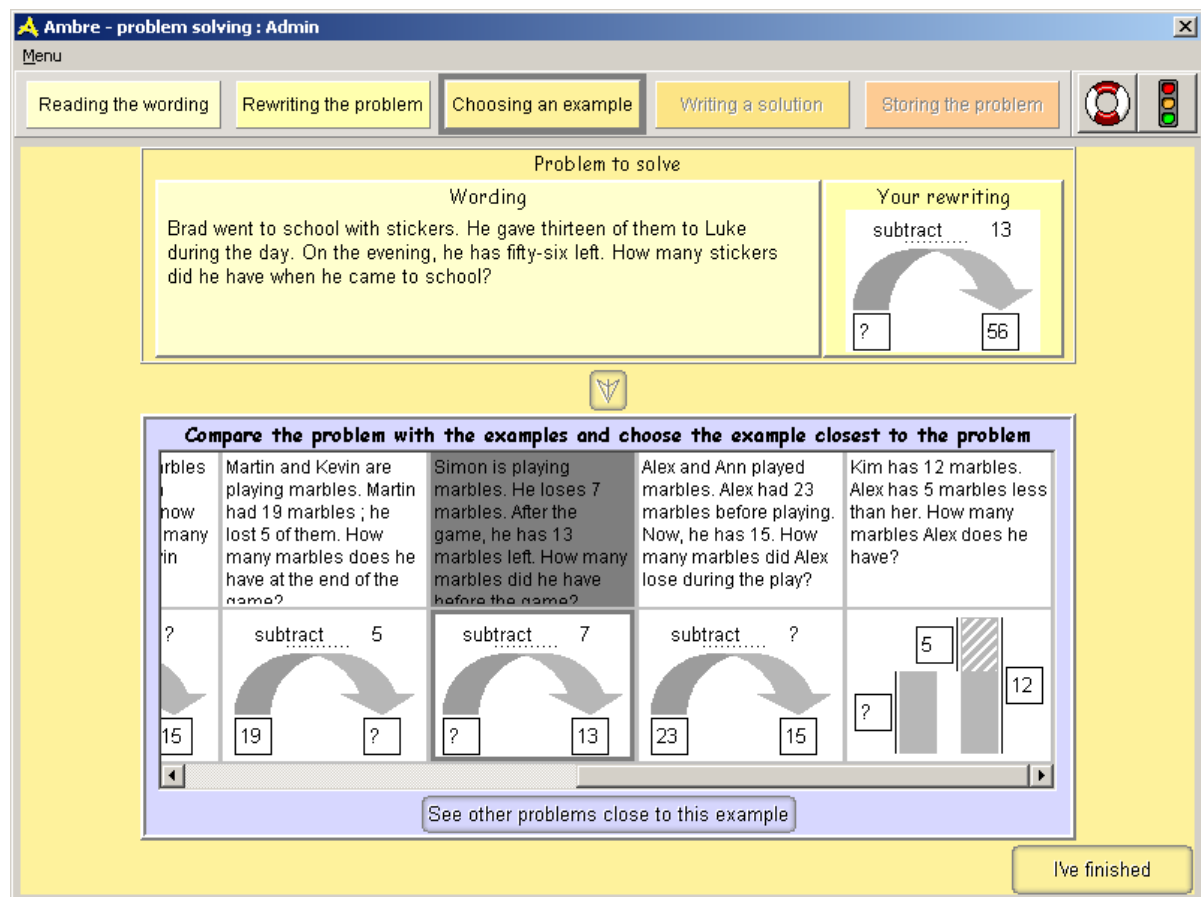 Ambre - problem solving : Admin
Menu
Reading the wording
Rewriting the problem
Choosing an example
Writing a solution
Storing the problem
Problem to solve
Wording
Brad went to school with stickers. He gave thirteen of them to Luke
during the day. On the evening, he has fifty-six left. How many stickers
did he have when he came to school?
Your rewriting
subtract 13
? 56
Compare the problem with the examples and choose the example closest to the problem
now
many
? 
15
Martin and Kevin are
playing marbles. Martin
had 19 marbles ; he
lost 5 of them. How
many marbles does he
have at the end of the
game?
subtract 5
19 ?
Simon is playing
marbles. He loses 7
marbles. After the
game, he has 13
marbles left. How many
marbles did he have
before the game?
subtract 7
? 13
Alex and Ann played
marbles. Alex had 23
marbles before playing.
Now, he has 15. How
many marbles did Alex
lose during the play?
subtract ?
23 15
Kim has 12 marbles.
Alex has 5 marbles less
than her. How many
marbles Alex does he
have?
5
12
?
See other problems close to this example
I've finished